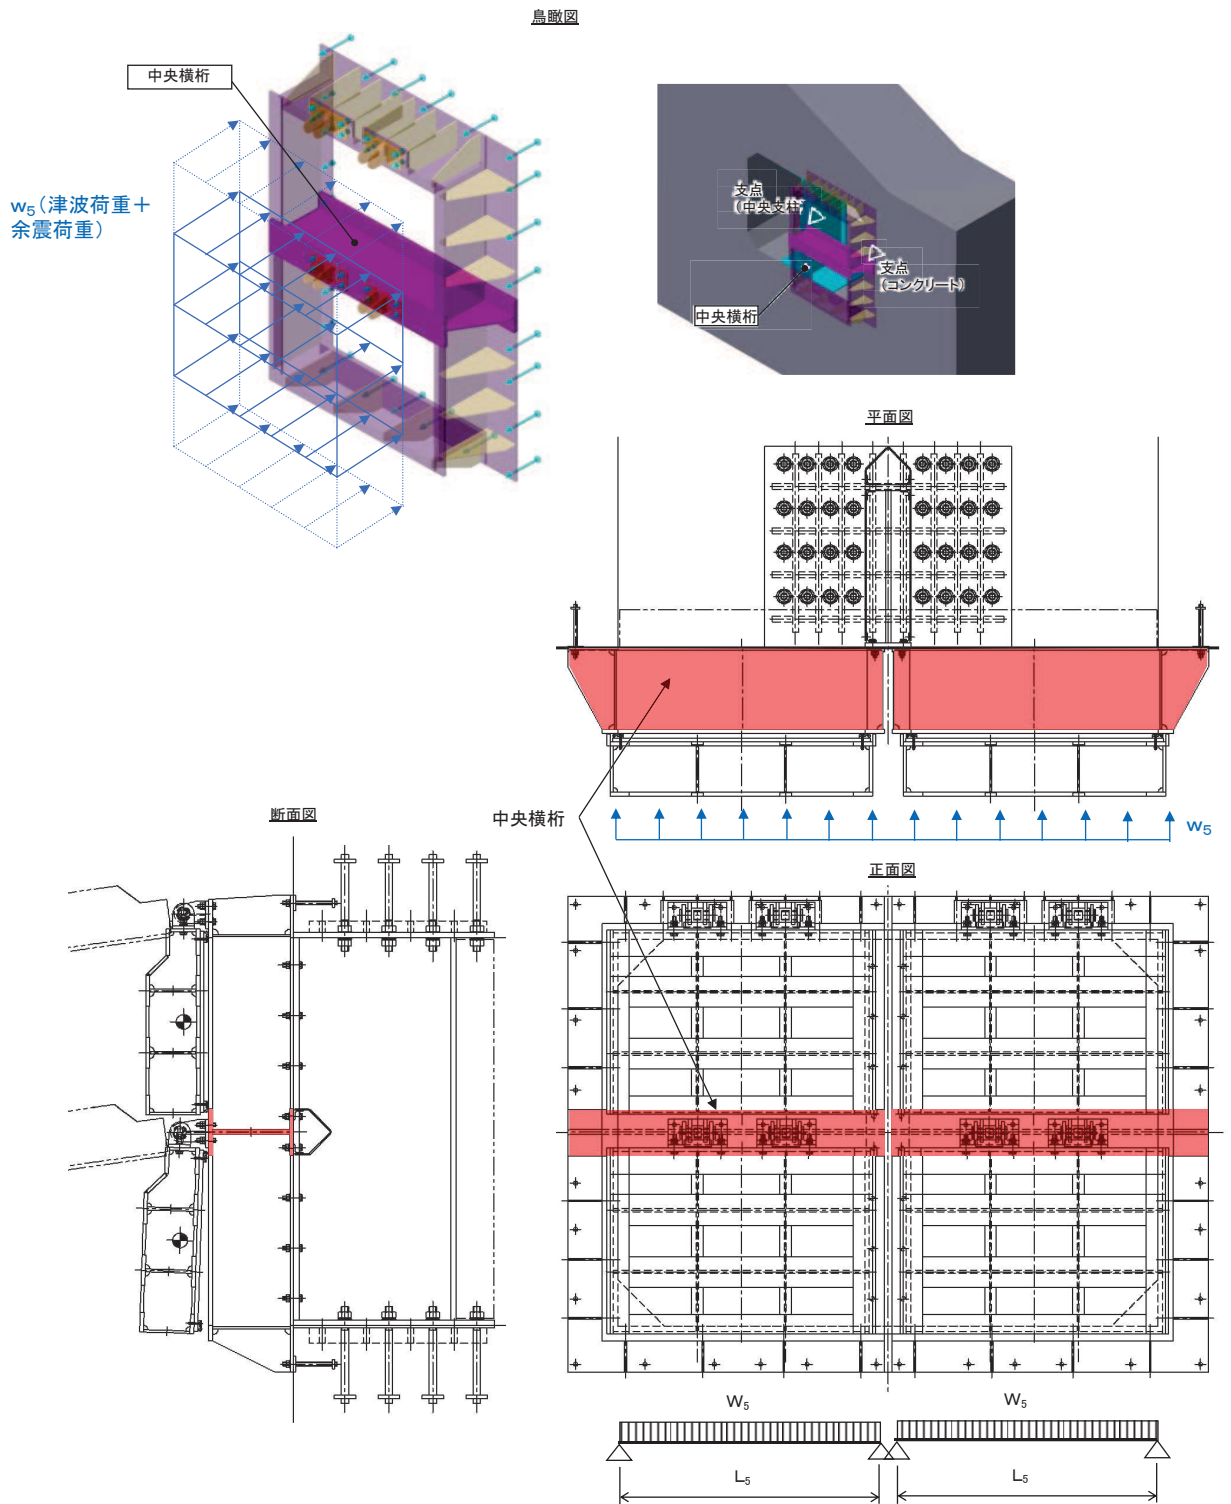 鳥瞰図
中央横桁
w₅(津波荷重+
余震荷重)
支点
(中央支柱)
支点
(コンクリート)
中央横桁
平面図
断面図
中央横桁
w₅
正面図
W₅
W₅
L₅
L₅